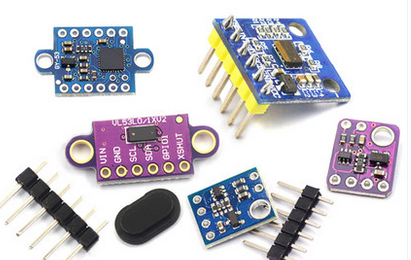 VL53L0/1XV2
VIN
GND
SCL
SDA
GPIO1
XSHUT